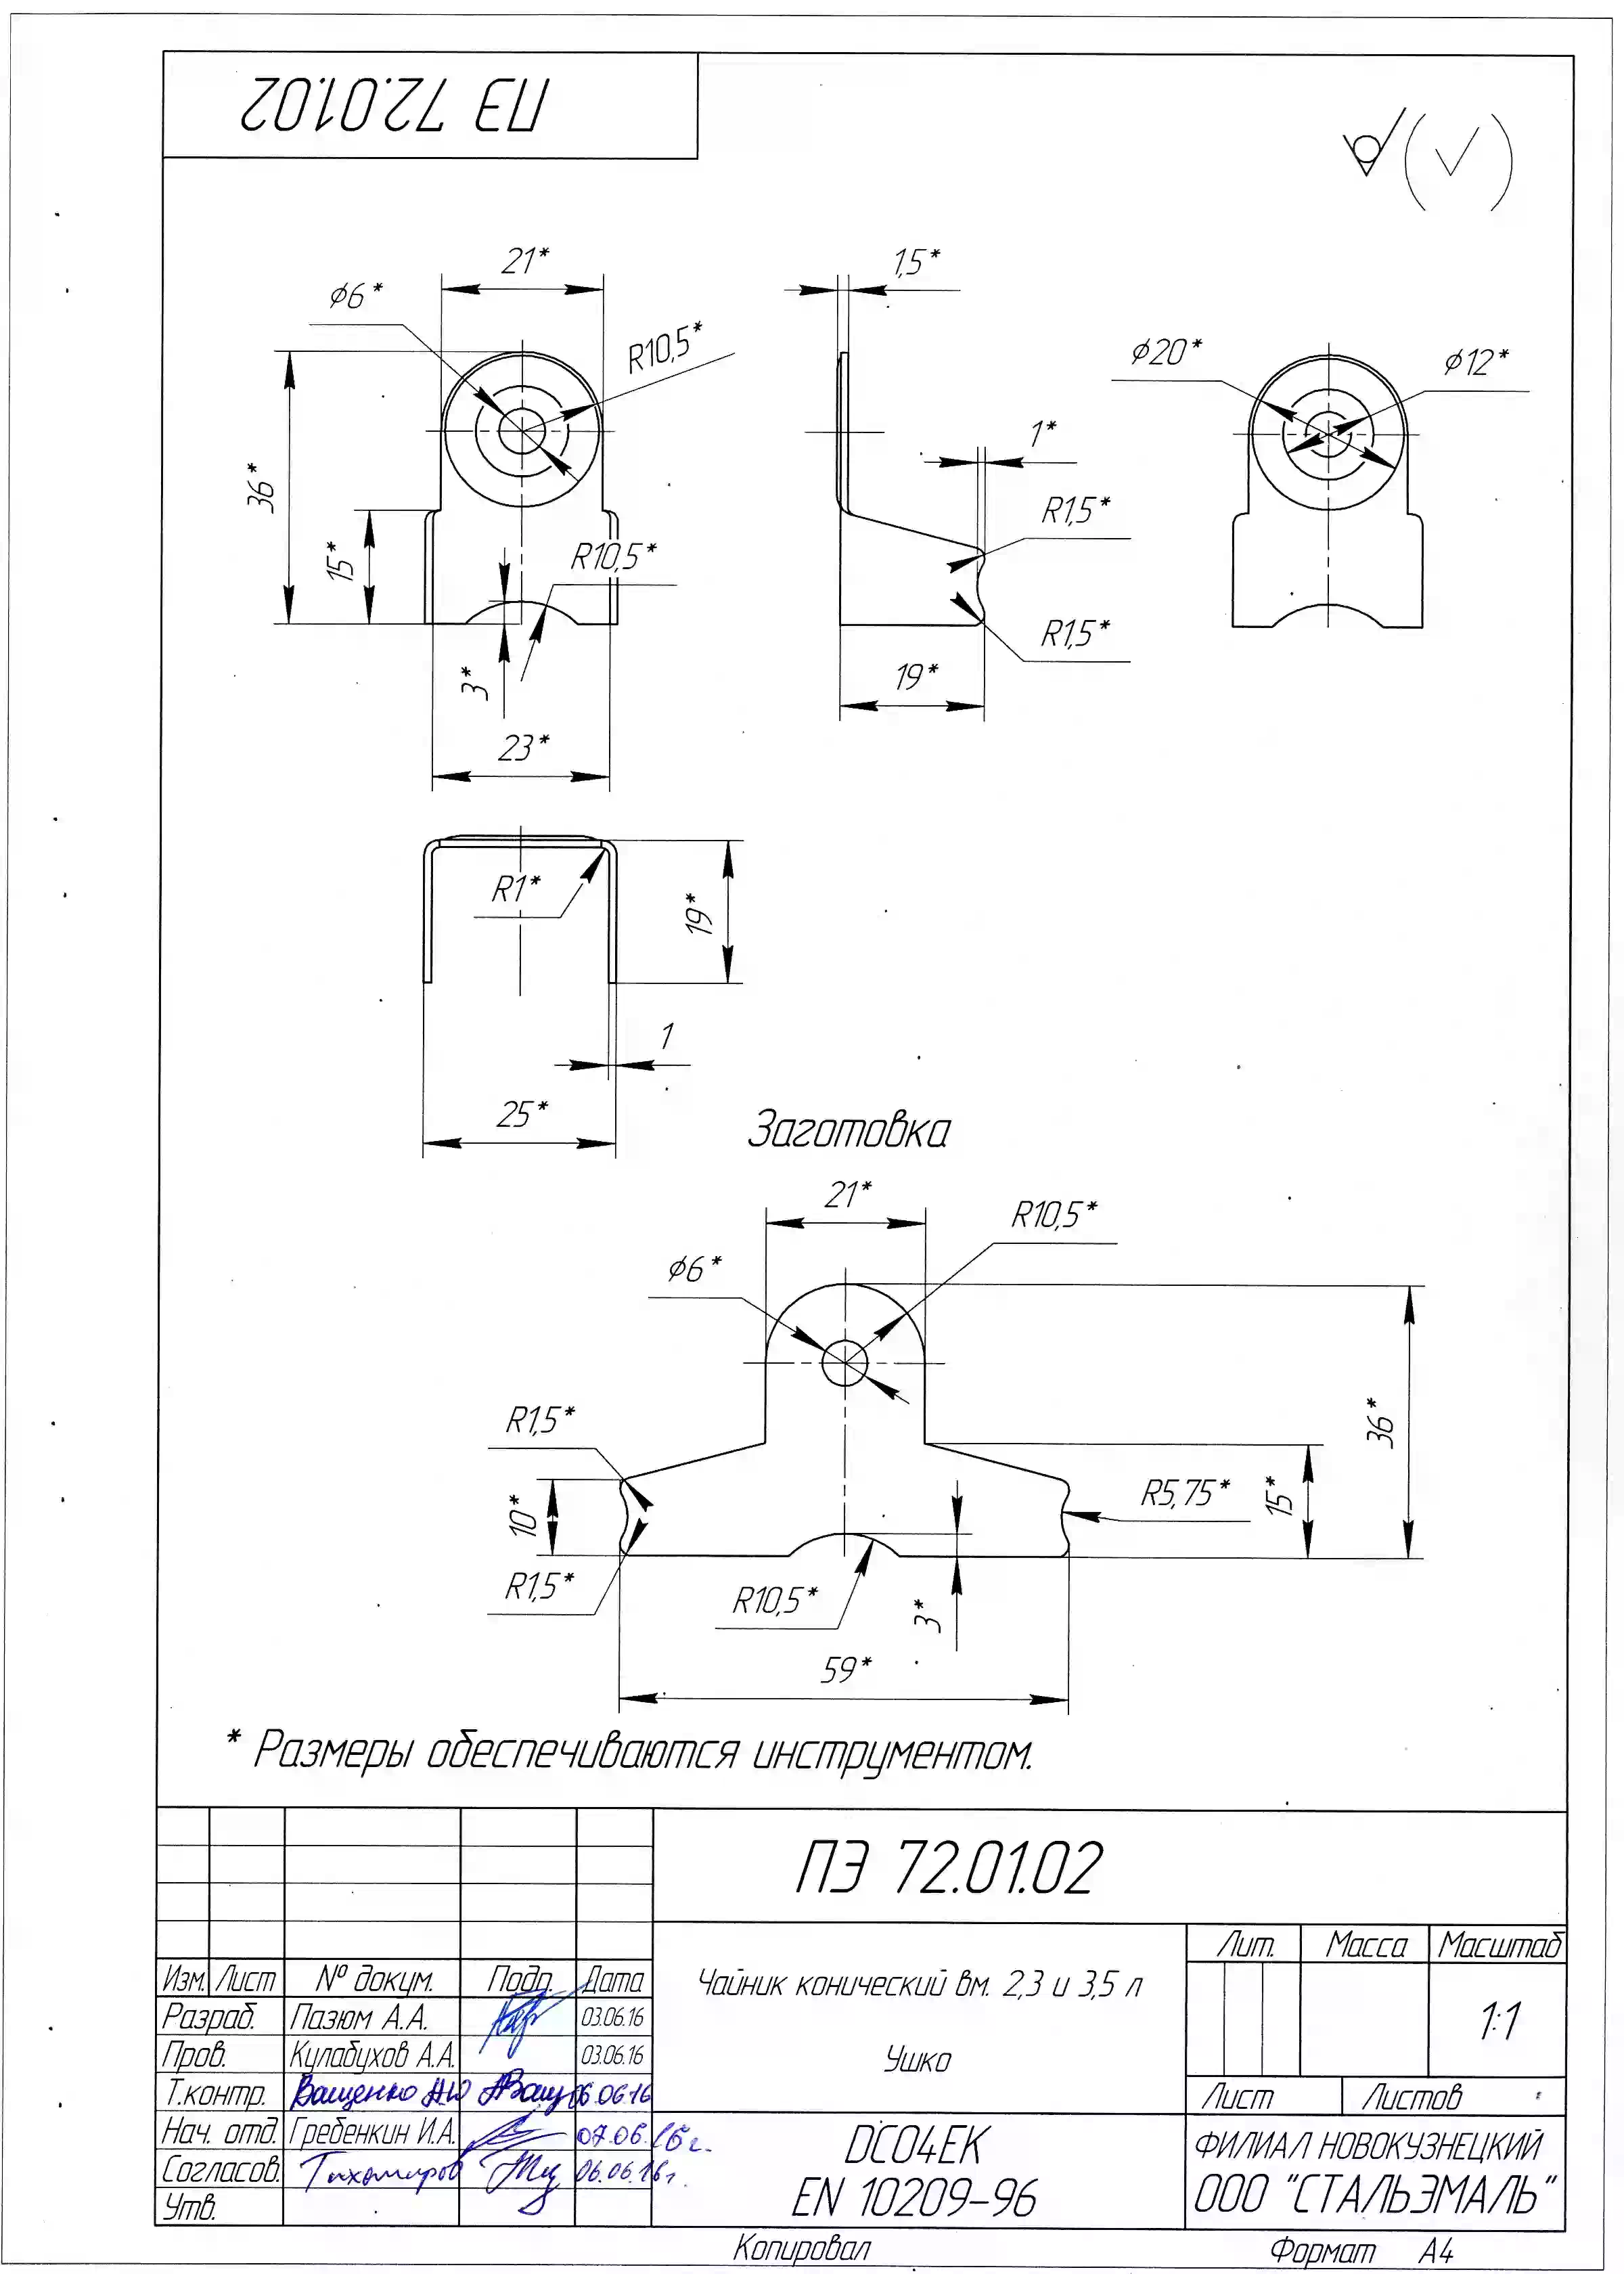 ПЭ 72.01.02
21*
⌀6*
R10,5*
36*
15*
R10,5*
3*
23*
1,5*
1*
R1,5*
R1,5*
19*
⌀20*
⌀12*
R1*
19*
1
25*
Заготовка
21*
R10,5*
⌀6*
R1,5*
10*
R1,5*
R10,5*
3*
R5,75*
15*
36*
59*
* Размеры обеспечиваются инструментом.
ПЭ 72.01.02
Изм. Лист № докум. Подп. Дата
Разраб. Пазюм А.А. 03.06.16
Пров. Кулабухов А.А. 03.06.16
Т.контр. Ващенко 06.06.16
Нач. отд. Гребенкин И.А. 07.06.16г.
Согласов. Тихомиров 06.06.16г.
Утв.
Чайник конический вм. 2,3 и 3,5 л
Ушко
DC04EK
EN 10209-96
Лит. Масса Масштаб
1:1
Лист Листов
ФИЛИАЛ НОВОКУЗНЕЦКИЙ
ООО "СТАЛЬЭМАЛЬ"
Копировал
Формат А4